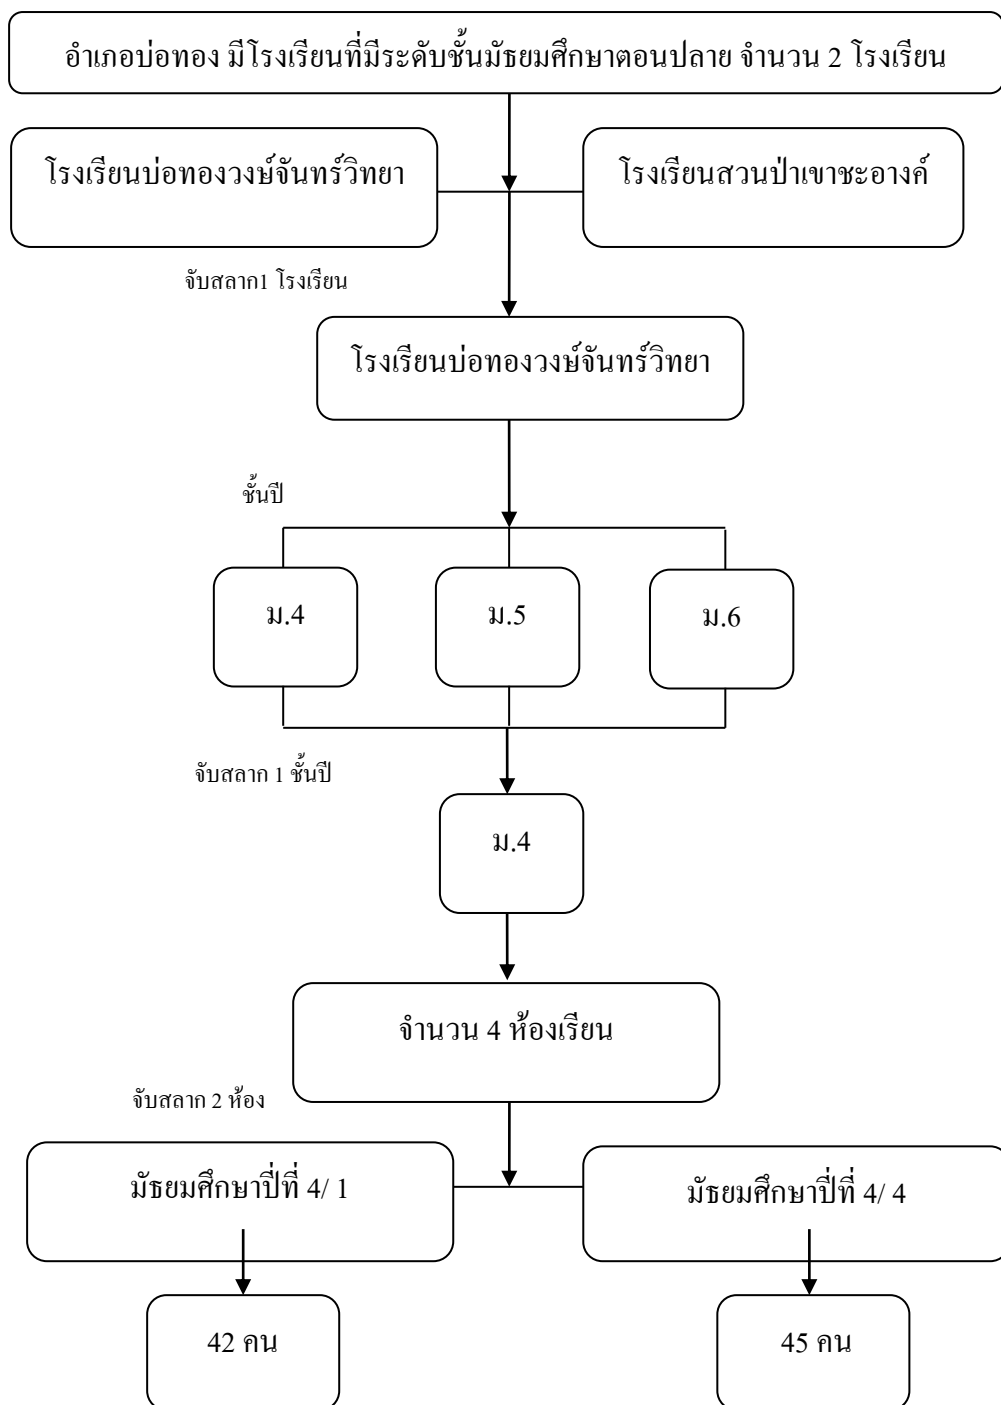 อำเภอบ่อทอง มีโรงเรียนที่มีระดับชั้นมัธยมศึกษาตอนปลาย จำนวน 2 โรงเรียน
โรงเรียนบ่อทองวงษ์จันทร์วิทยา
โรงเรียนสวนป่าเขาชะอางค์
จับสลาก1 โรงเรียน
โรงเรียนบ่อทองวงษ์จันทร์วิทยา
ชั้นปี
ม.4
ม.5
ม.6
จับสลาก 1 ชั้นปี
ม.4
จำนวน 4 ห้องเรียน
จับสลาก 2 ห้อง
มัธยมศึกษาปี่ที่ 4/ 1
มัธยมศึกษาปี่ที่ 4/ 4
42 คน
45 คน